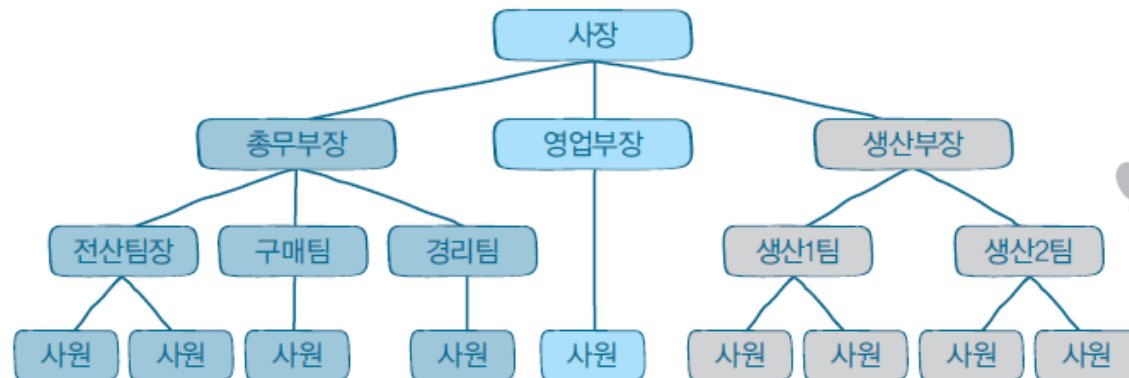 사장
총무부장 영업부장 생산부장
전산팀장 구매팀 경리팀 생산1팀 생산2팀
사원 사원 사원 사원 사원 사원 사원 사원 사원